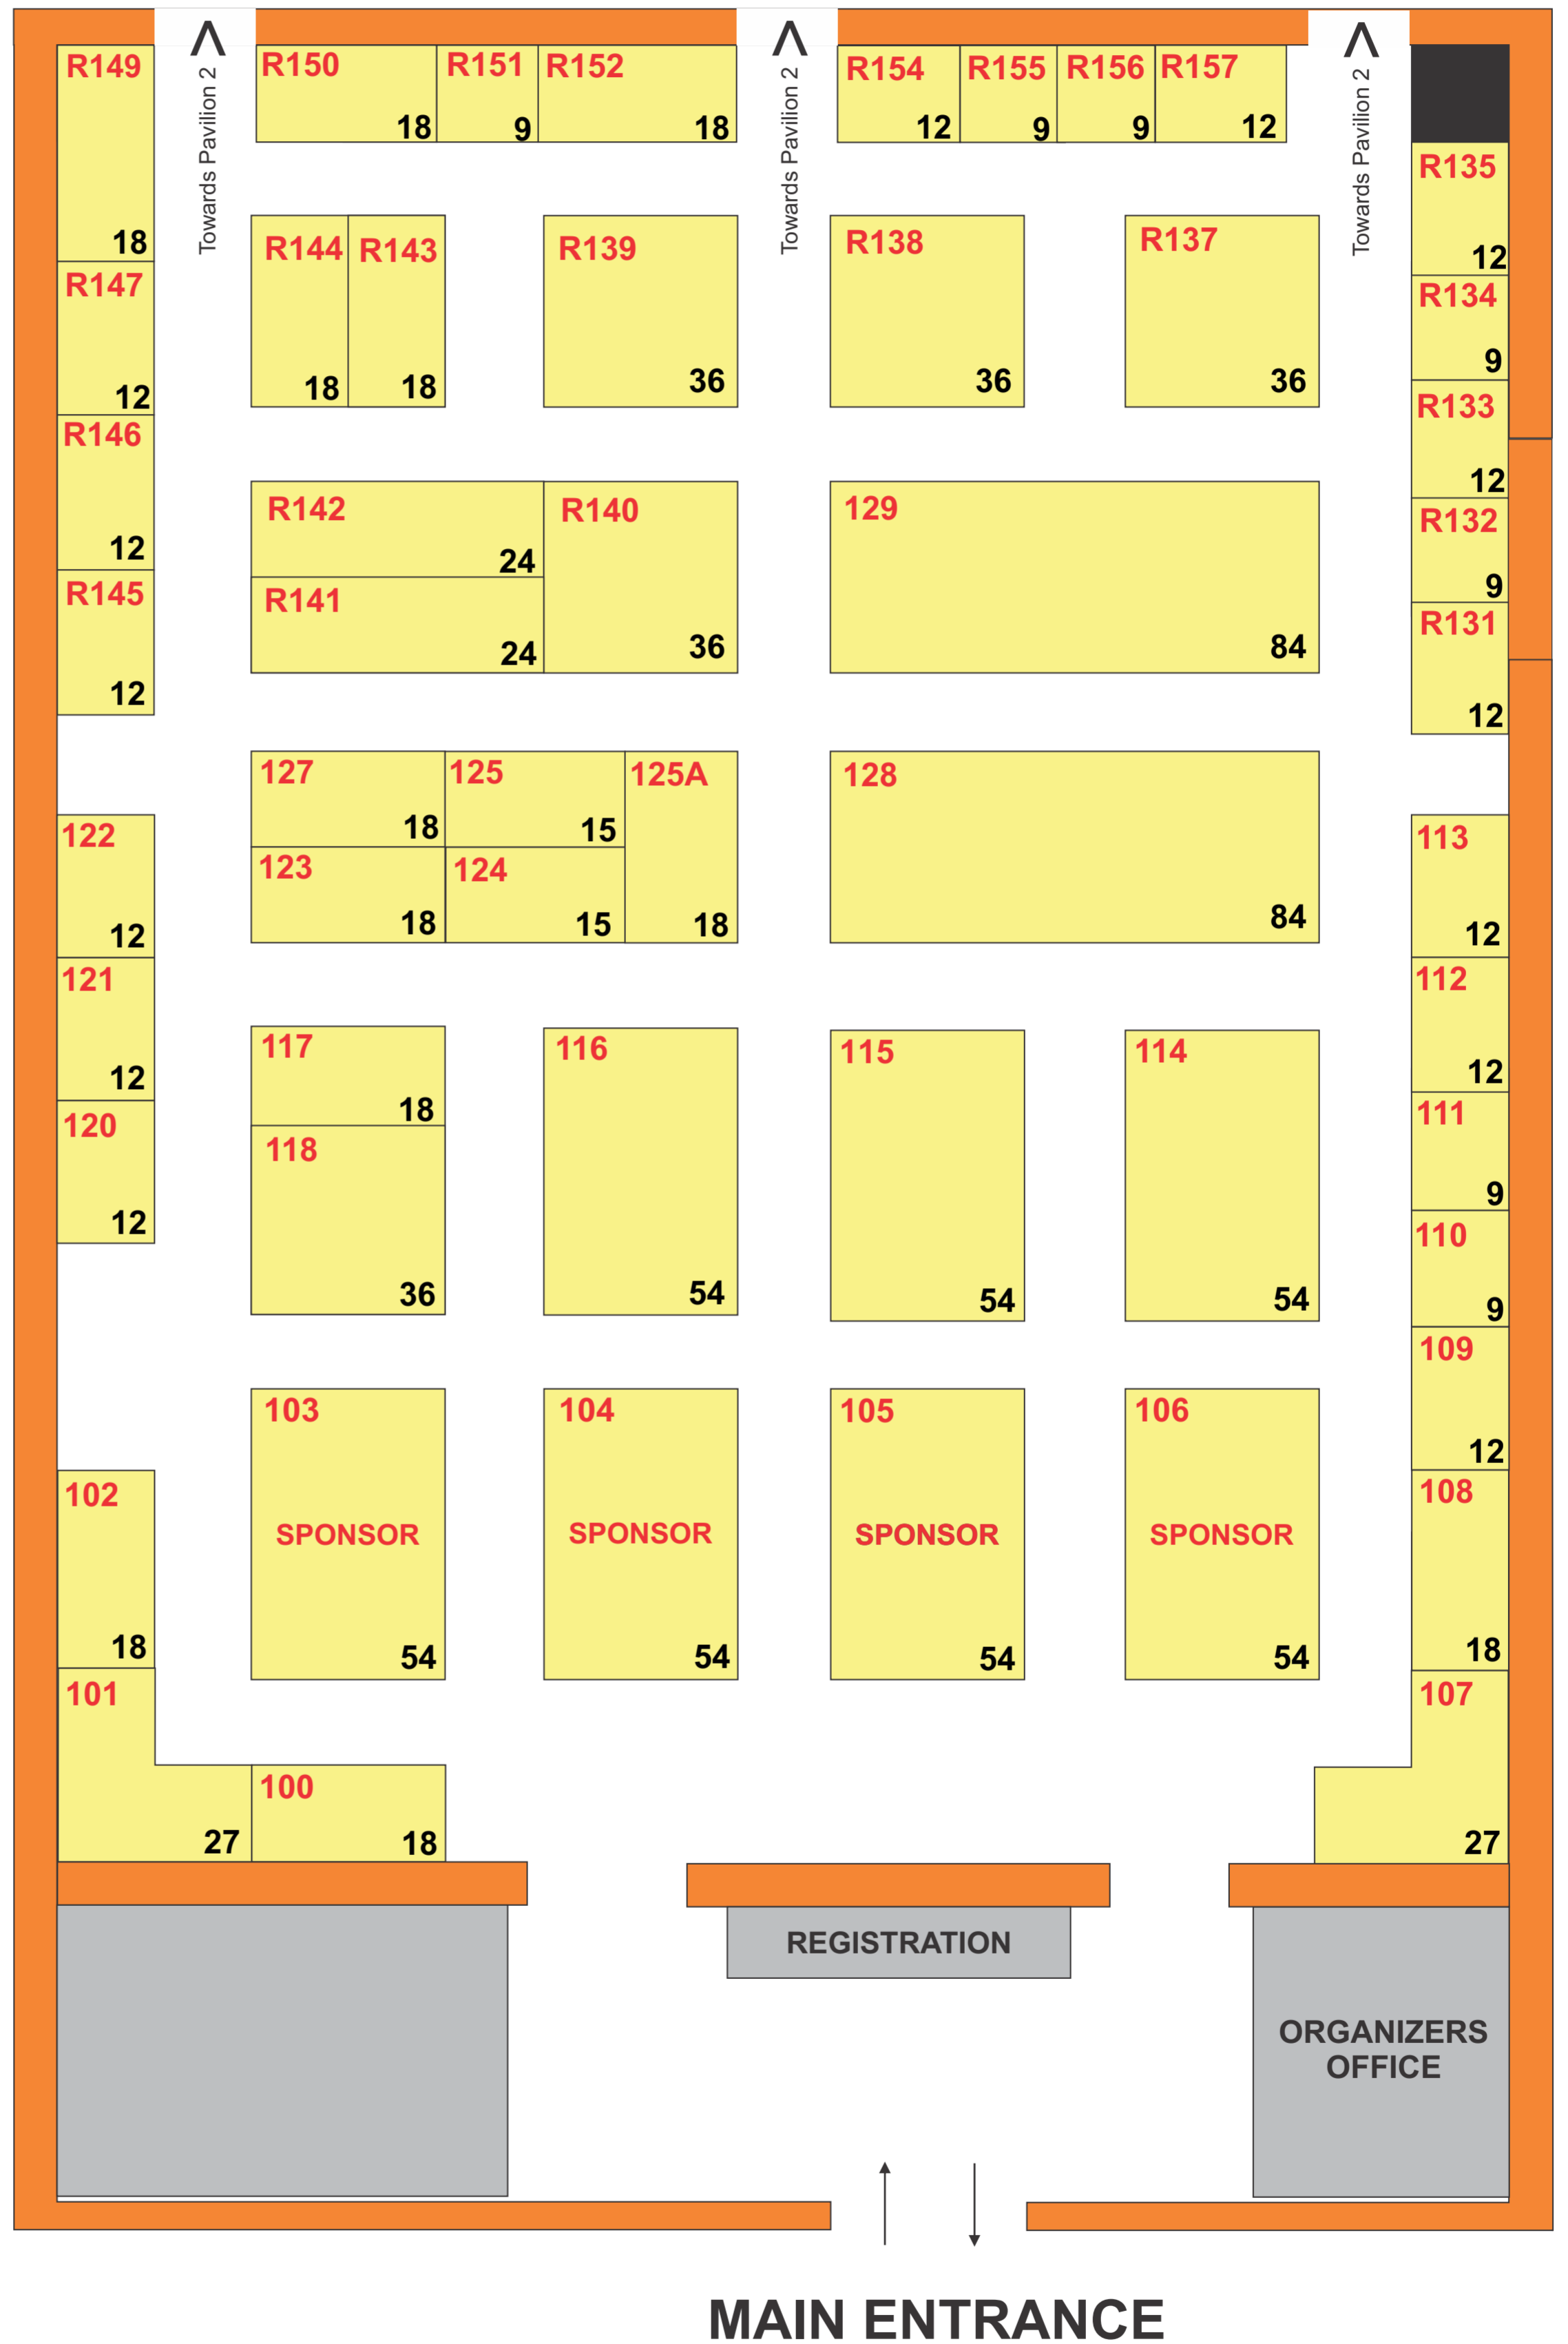 Towards Pavilion 2
Towards Pavilion 2
Towards Pavilion 2
R149
18
R150
18
R151
9
R152
18
R154
12
R155
9
R156
9
R157
12
R135
12
R147
12
R144
18
R143
18
R139
36
R138
36
R137
36
R134
9
R133
12
R146
12
R142
24
R140
36
129
84
R132
9
R145
12
R141
24
R131
12
127
18
125
15
125A
18
128
84
122
12
123
18
124
15
113
12
121
12
117
18
116
54
115
54
114
54
112
12
120
12
118
36
111
9
110
9
109
12
103
SPONSOR
54
104
SPONSOR
54
105
SPONSOR
54
106
SPONSOR
54
102
18
108
18
101
27
100
18
107
27
REGISTRATION
ORGANIZERS
OFFICE
MAIN ENTRANCE